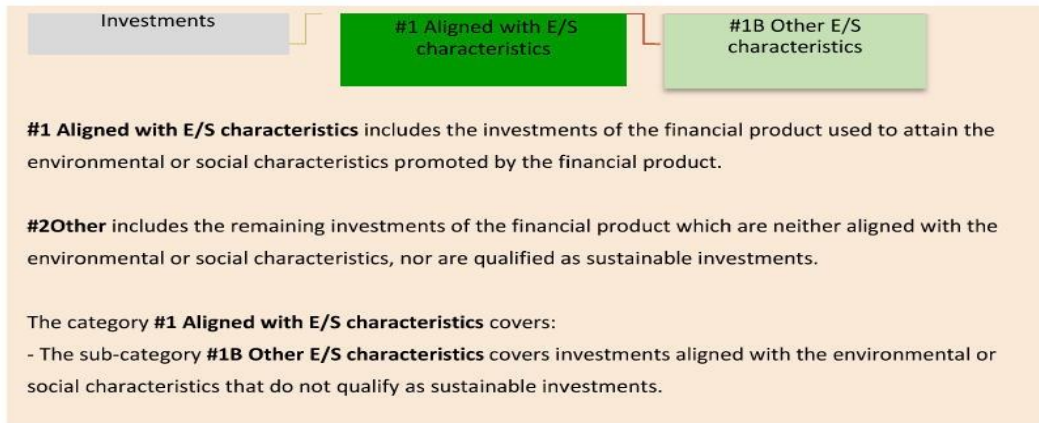 Investments
#1 Aligned with E/S
characteristics
#1B Other E/S
characteristics
#1 Aligned with E/S characteristics includes the investments of the financial product used to attain the
environmental or social characteristics promoted by the financial product.
#2Other includes the remaining investments of the financial product which are neither aligned with the
environmental or social characteristics, nor are qualified as sustainable investments.
The category #1 Aligned with E/S characteristics covers:
- The sub-category #1B Other E/S characteristics covers investments aligned with the environmental or
social characteristics that do not qualify as sustainable investments.